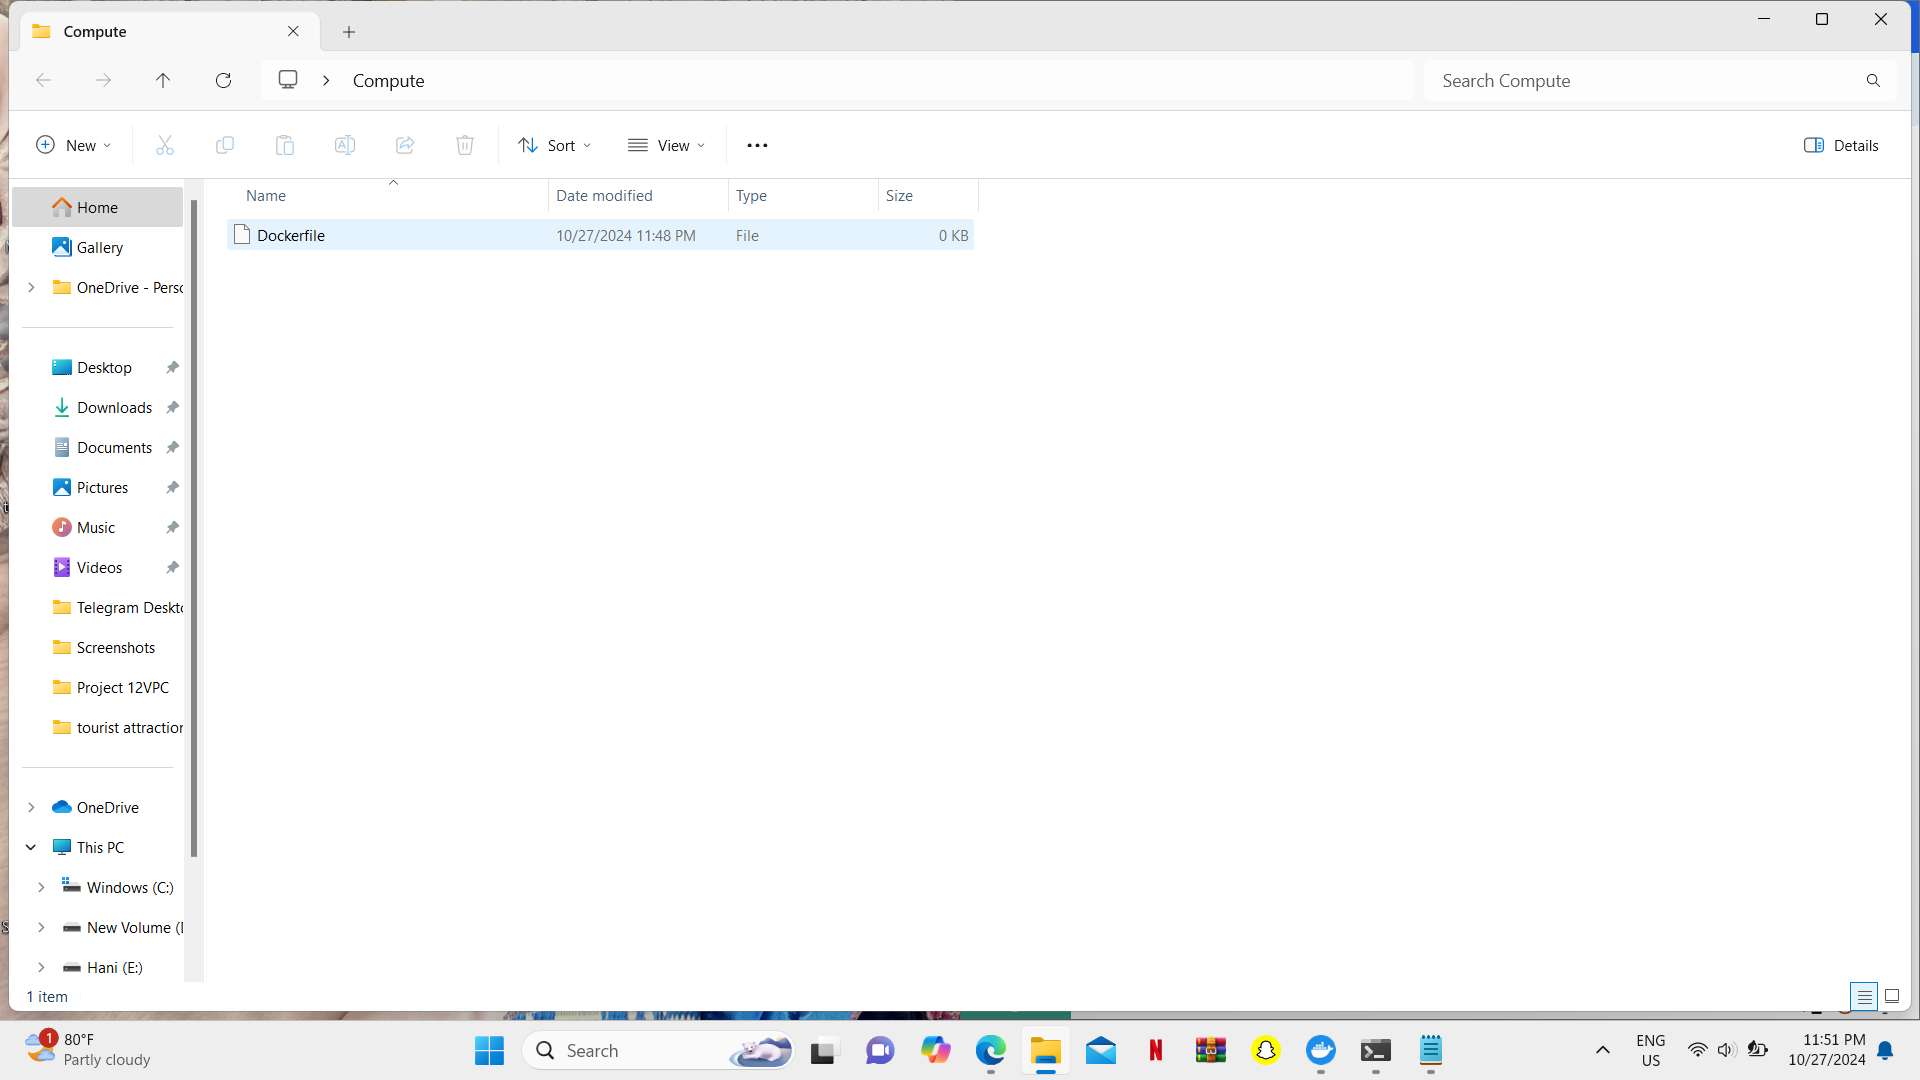 Compute
Compute
Search Compute
New
Sort
View
Details
Name
Date modified
Type
Size
Dockerfile
10/27/2024 11:48 PM
File
0 KB
Home
Gallery
OneDrive - Perso
Desktop
Downloads
Documents
Pictures
Music
Videos
Telegram Deskto
Screenshots
Project 12VPC
tourist attraction
OneDrive
This PC
Windows (C:)
New Volume (
Hani (E:)
1 item
1
80°F
Partly cloudy
Search
N
ENG
US
11:51 PM
10/27/2024